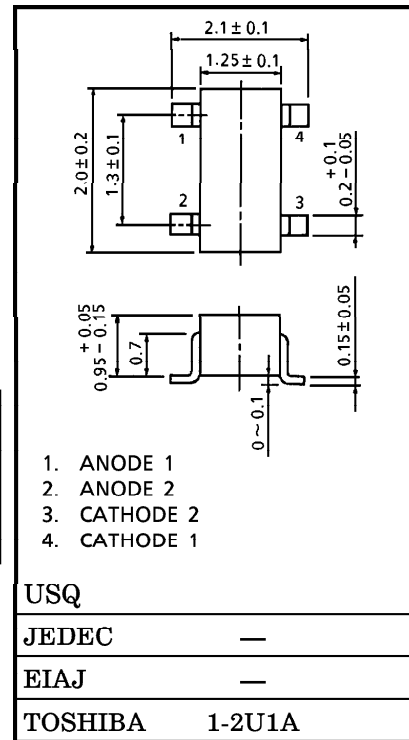 2.1±0.1
1.25±0.1
1
4
2
3
2.0±0.2
1.3±0.1
+0.1
0.2−0.05
+0.05
0.95−0.15
0.7
0.15±0.05
0~0.1
1. ANODE 1
2. ANODE 2
3. CATHODE 2
4. CATHODE 1
USQ
JEDEC —
EIAJ —
TOSHIBA 1-2U1A